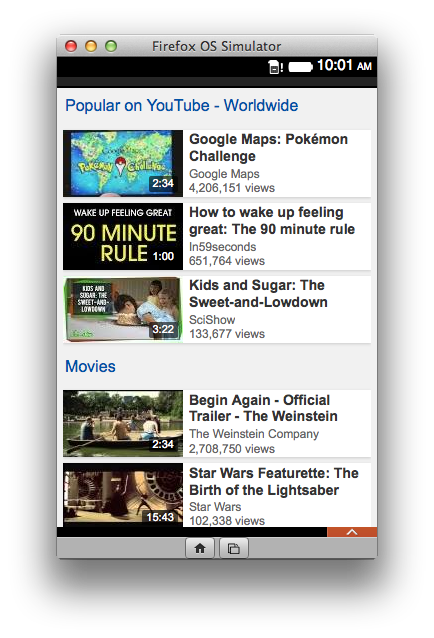 Firefox OS Simulator
10:01 AM
Popular on YouTube - Worldwide
Google Maps
Pokémon Challenge
2:34
Google Maps: Pokémon
Challenge
Google Maps
4,206,151 views
WAKE UP FEELING GREAT
90 MINUTE
RULE
1:00
How to wake up feeling
great: The 90 minute rule
In59seconds
651,764 views
KIDS AND
SUGAR: THE
SWEET-AND-
LOWDOWN
3:22
Kids and Sugar: The
Sweet-and-Lowdown
SciShow
133,677 views
Movies
2:34
Begin Again - Official
Trailer - The Weinstein
The Weinstein Company
2,708,750 views
15:43
Star Wars Featurette: The
Birth of the Lightsaber
Star Wars
102,338 views